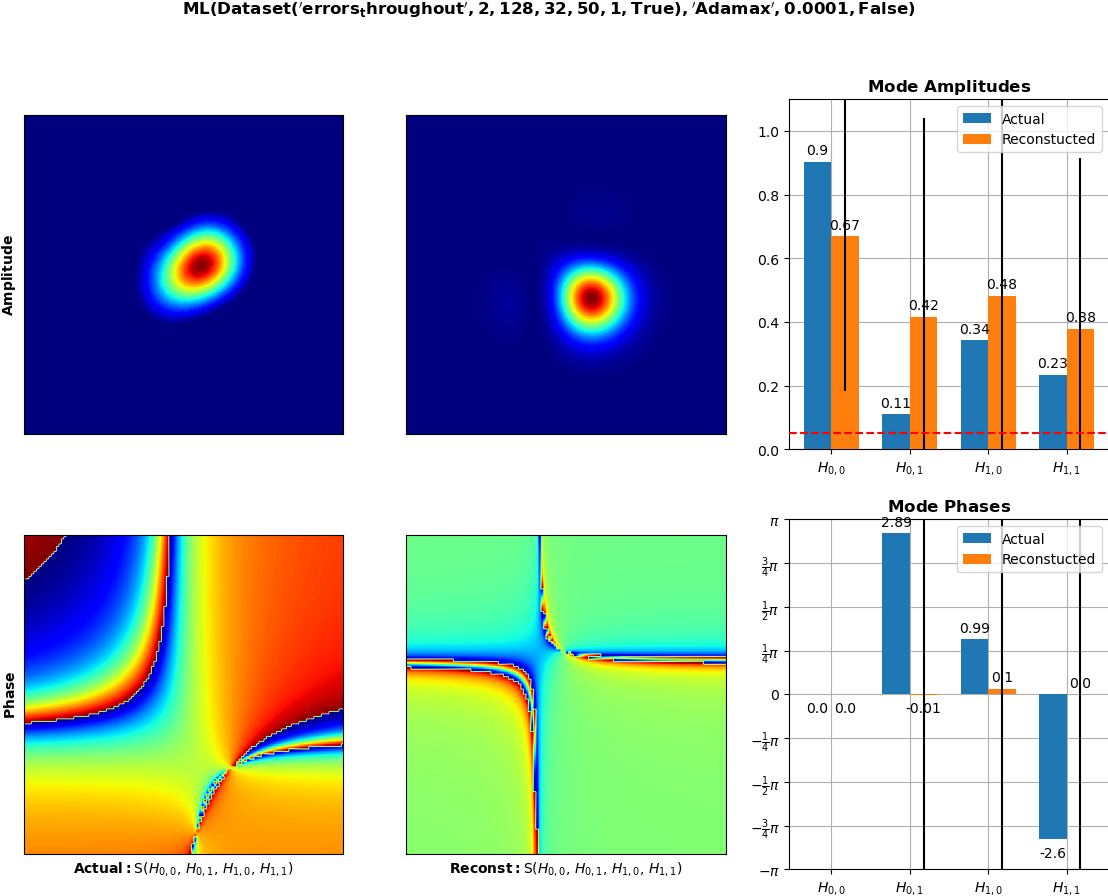 ML(Dataset('errors_throughout', 2, 128, 32, 50, 1, True), 'Adamax', 0.0001, False)
Amplitude
Mode Amplitudes
Actual
Reconstucted
1.0
0.8
0.6
0.4
0.2
0.0
0.9
0.67
0.11
0.42
0.34
0.48
0.23
0.38
H0,0
H0,1
H1,0
H1,1
Phase
Actual: S(H0,0, H0,1, H1,0, H1,1)
Reconst: S(H0,0, H0,1, H1,0, H1,1)
Mode Phases
Actual
Reconstucted
π
3/4π
1/2π
1/4π
0
−1/4π
−1/2π
−3/4π
−π
0.0
0.0
2.89
-0.01
0.99
0.1
-2.6
0.0
H0,0
H0,1
H1,0
H1,1